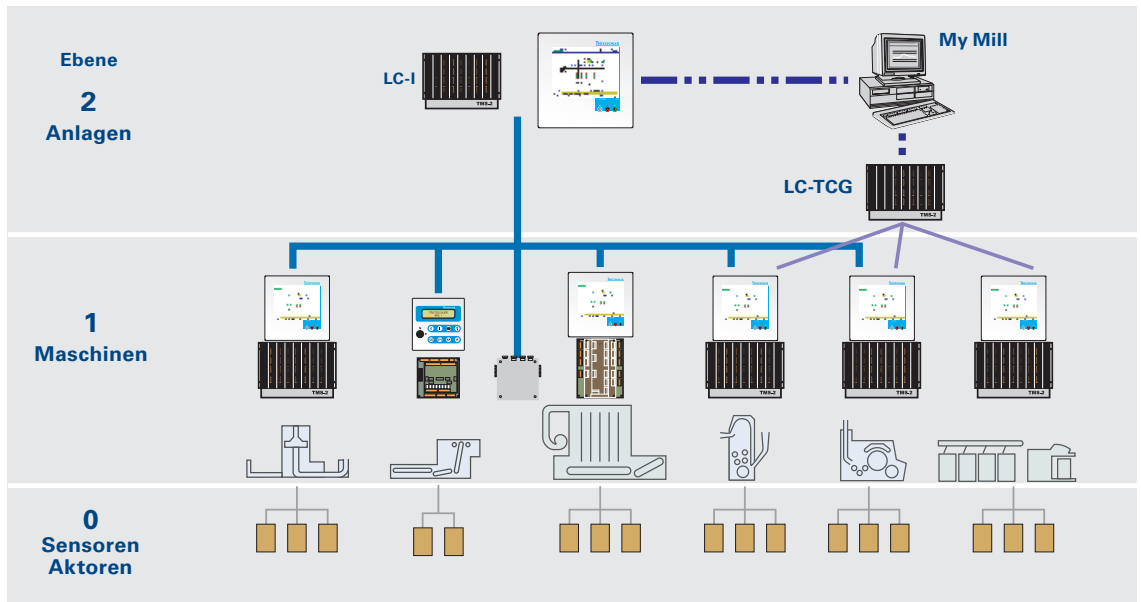 Ebene
2
Anlagen
LC-I
TMS-2
My Mill
LC-TCG
TMS-2
1
Maschinen
TMS-2
TMS-2
TMS-2
TMS-2
0
Sensoren
Aktoren